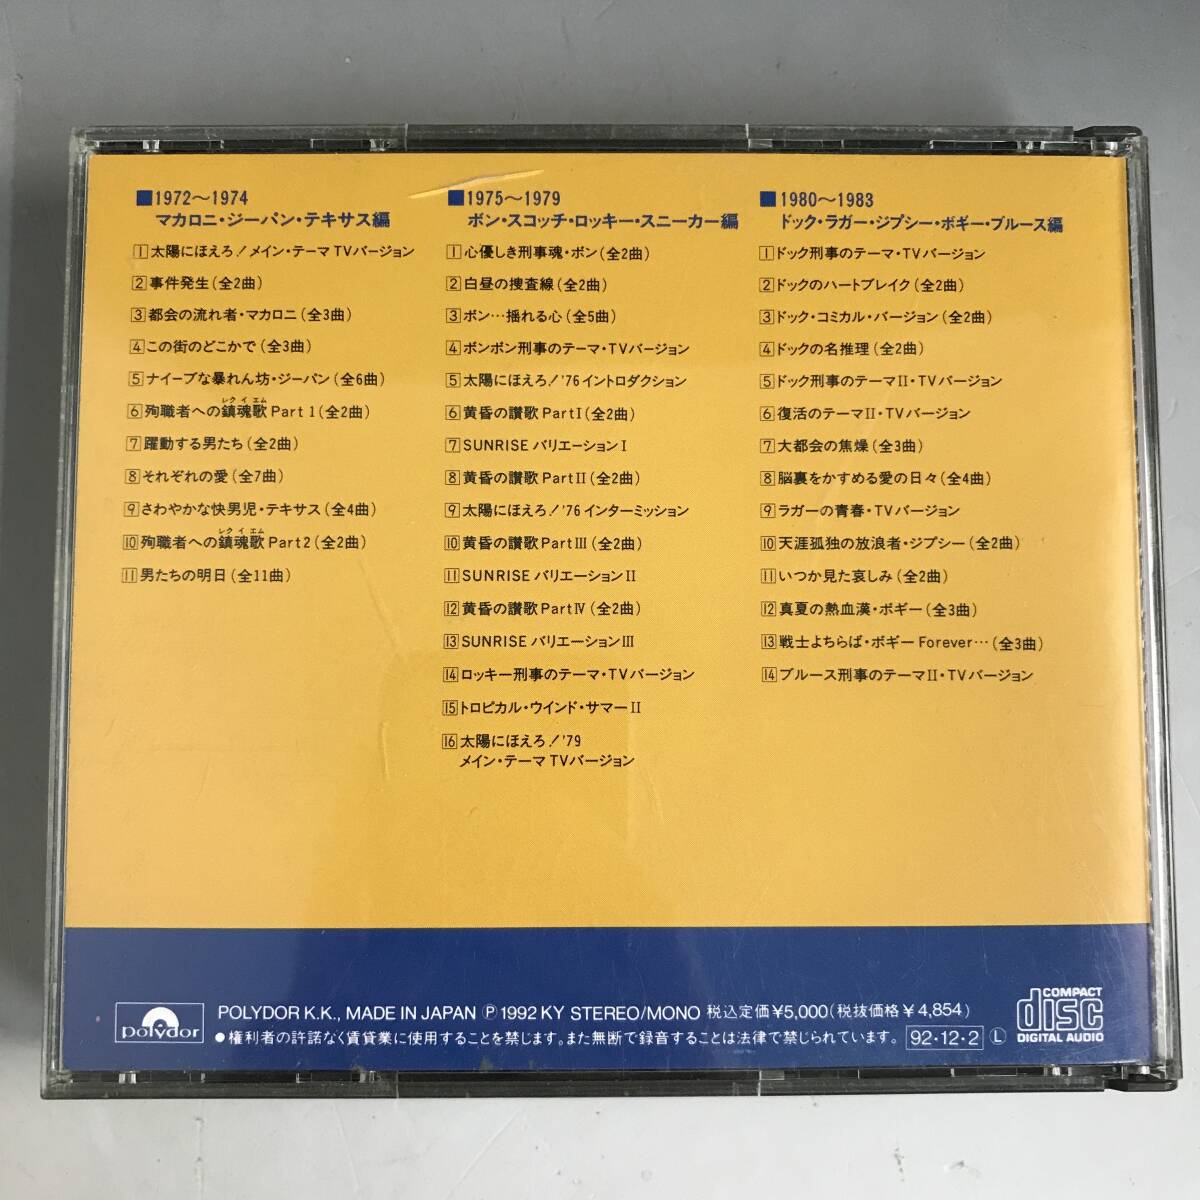 ■1972〜1974
マカロニ・ジーパン・テキサス編
1 太陽にほえろ!メイン・テーマ TVバージョン
2 事件発生(全2曲)
3 都会の流れ者・マカロニ(全3曲)
4 この街のどこかで(全3曲)
5 ナイーブな暴れん坊・ジーパン(全6曲)
レクイエム
6 殉職者への鎮魂歌 Part 1(全2曲)
7 躍動する男たち(全2曲)
8 それぞれの愛(全7曲)
9 さわやかな快男児・テキサス(全4曲)
レクイエム
10 殉職者への鎮魂歌 Part2(全2曲)
11 男たちの明日(全11曲)
■1975〜1979
ボン・スコッチ・ロッキー・スニーカー編
1 心優しき刑事魂・ボン(全2曲)
2 白昼の捜査線(全2曲)
3 ボン…揺れる心(全5曲)
4 ボンボン刑事のテーマ・TVバージョン
5 太陽にほえろ!'76イントロダクション
6 黄昏の讃歌 PartI(全2曲)
7 SUNRISE バリエーションI
8 黄昏の讃歌 PartII(全2曲)
9 太陽にほえろ!'76インターミッション
10 黄昏の讃歌 PartIII(全2曲)
11 SUNRISE バリエーションII
12 黄昏の讃歌 PartIV(全2曲)
13 SUNRISE バリエーションIII
14 ロッキー刑事のテーマ・TVバージョン
15 トロピカル・ウインド・サマーII
16 太陽にほえろ!'79
メイン・テーマ TVバージョン
■1980〜1983
ドック・ラガー・ジプシー・ボギー・ブルース編
1 ドック刑事のテーマ・TVバージョン
2 ドックのハートブレイク(全2曲)
3 ドック・コミカル・バージョン(全2曲)
4 ドックの名推理(全2曲)
5 ドック刑事のテーマII・TVバージョン
6 復活のテーマII・TVバージョン
7 大都会の焦燥(全3曲)
8 脳裏をかすめる愛の日々(全4曲)
9 ラガーの青春・TVバージョン
10 天涯孤独の放浪者・ジプシー(全2曲)
11 いつか見た哀しみ(全2曲)
12 真夏の熱血漢・ボギー(全3曲)
13 戦士よちらば・ボギー Forever…(全3曲)
14 ブルース刑事のテーマII・TVバージョン
polydor
POLYDOR K.K., MADE IN JAPAN Ⓟ 1992 KY STEREO/MONO 税込定価¥5,000(税抜価格¥4,854)
●権利者の許諾なく賃貸業に使用することを禁じます。また無断で録音することは法律で禁じられています。 92・12・2 Ⓛ
COMPACT
disc
DIGITAL AUDIO